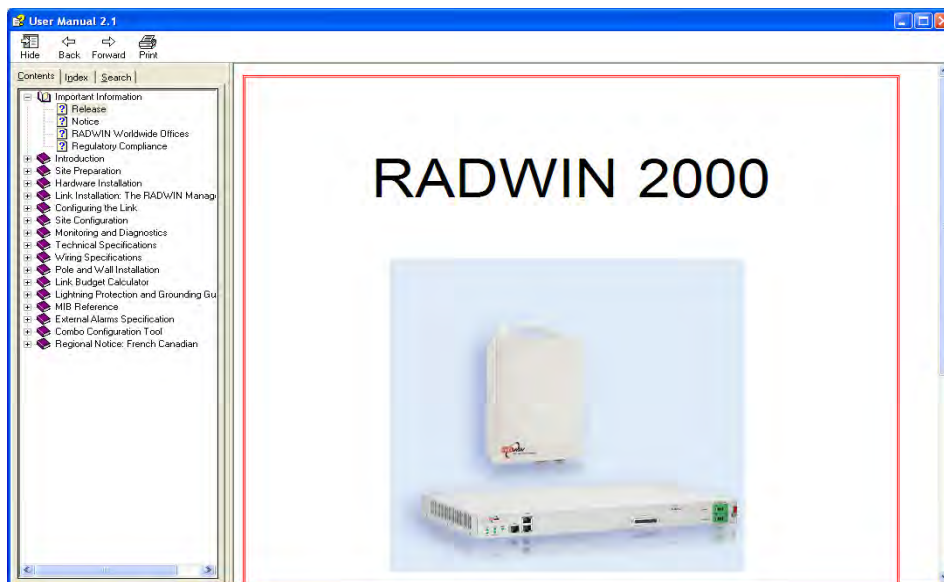 User Manual 2.1
Hide Back Forward Print
Contents Index Search
Important Information
Release
Notice
RADWIN Worldwide Offices
Regulatory Compliance
Introduction
Site Preparation
Hardware Installation
Link Installation: The RADWIN Manag
Configuring the Link
Site Configuration
Monitoring and Diagnostics
Technical Specifications
Wiring Specifications
Pole and Wall Installation
Link Budget Calculator
Lightning Protection and Grounding Gu
MIB Reference
External Alarms Specification
Combo Configuration Tool
Regional Notice: French Canadian
RADWIN 2000